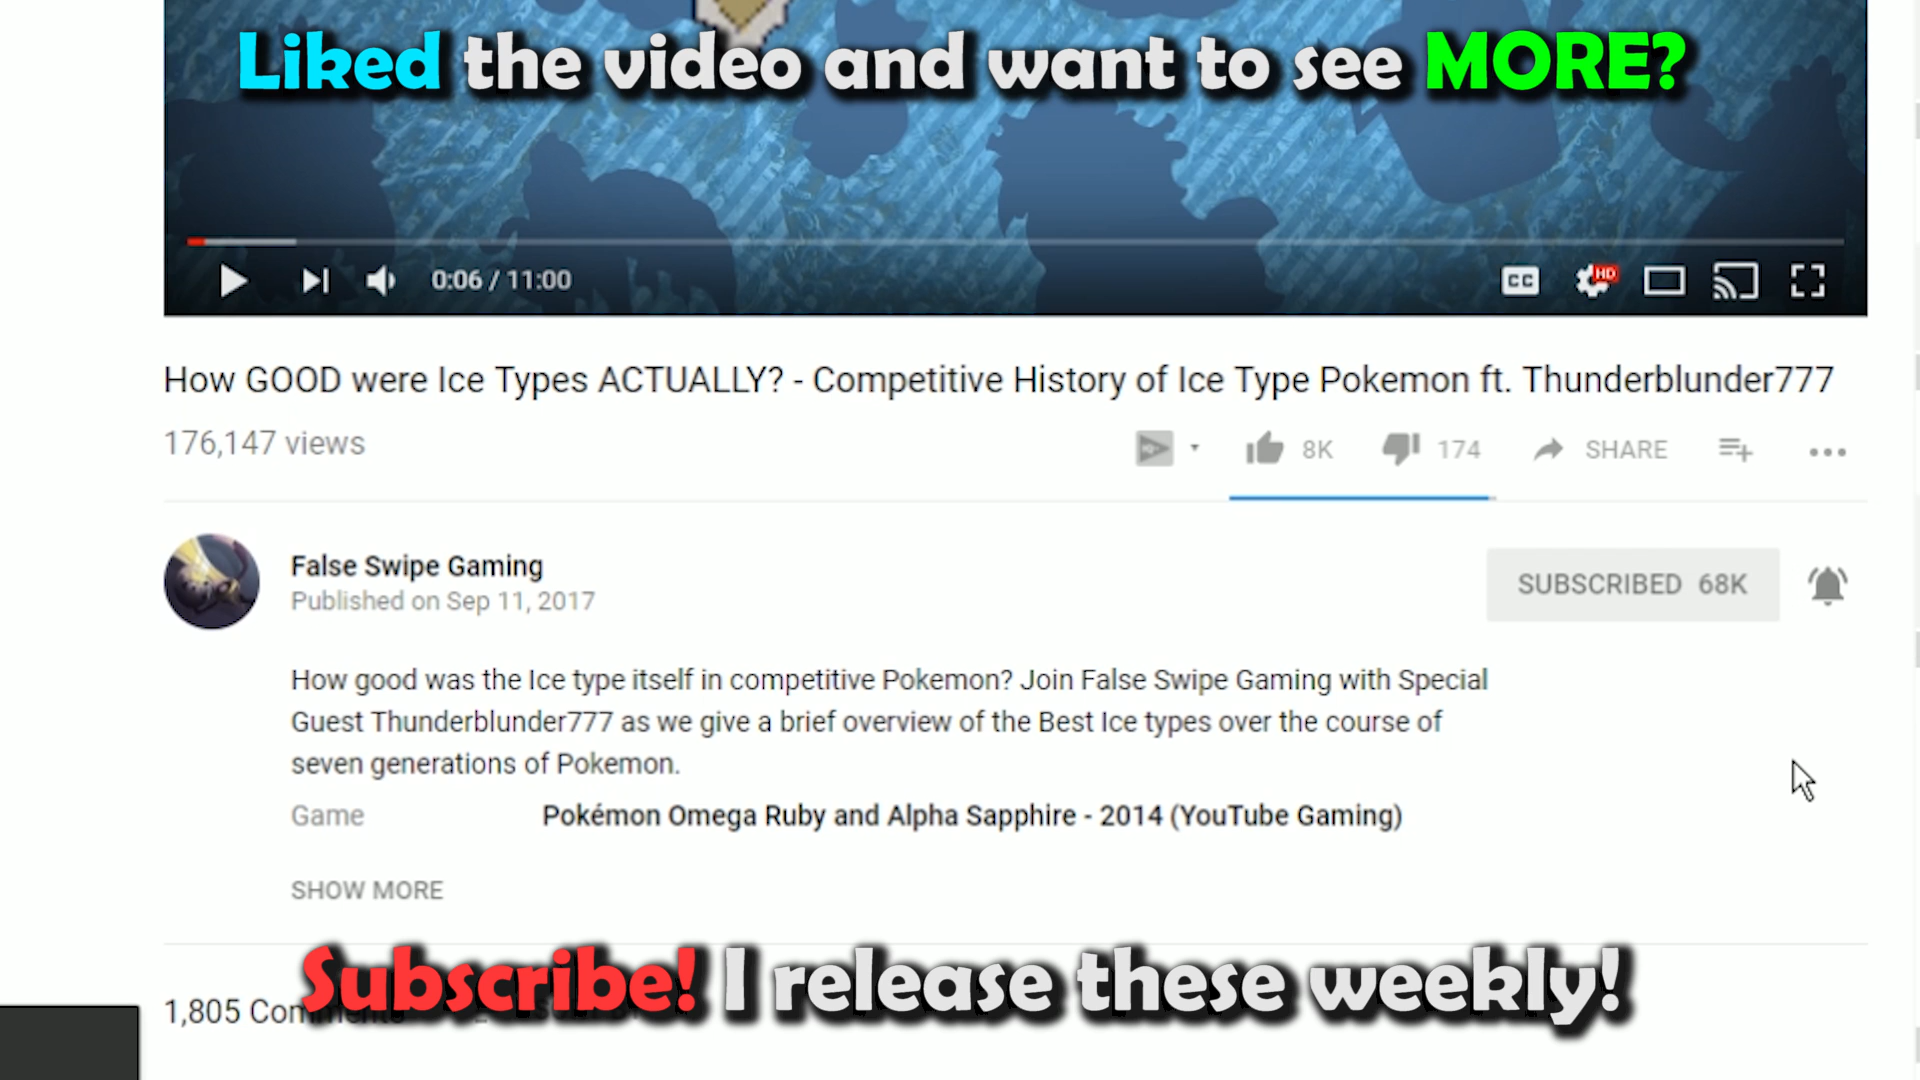 Liked the video and want to see MORE?
0:06 / 11:00
CC
HD
How GOOD were Ice Types ACTUALLY? - Competitive History of Ice Type Pokemon ft. Thunderblunder777
176,147 views
8K 174 SHARE
False Swipe Gaming
Published on Sep 11, 2017
SUBSCRIBED 68K
How good was the Ice type itself in competitive Pokemon? Join False Swipe Gaming with Special
Guest Thunderblunder777 as we give a brief overview of the Best Ice types over the course of
seven generations of Pokemon.
Game Pokémon Omega Ruby and Alpha Sapphire - 2014 (YouTube Gaming)
SHOW MORE
Subscribe! I release these weekly!
1,805 Comments